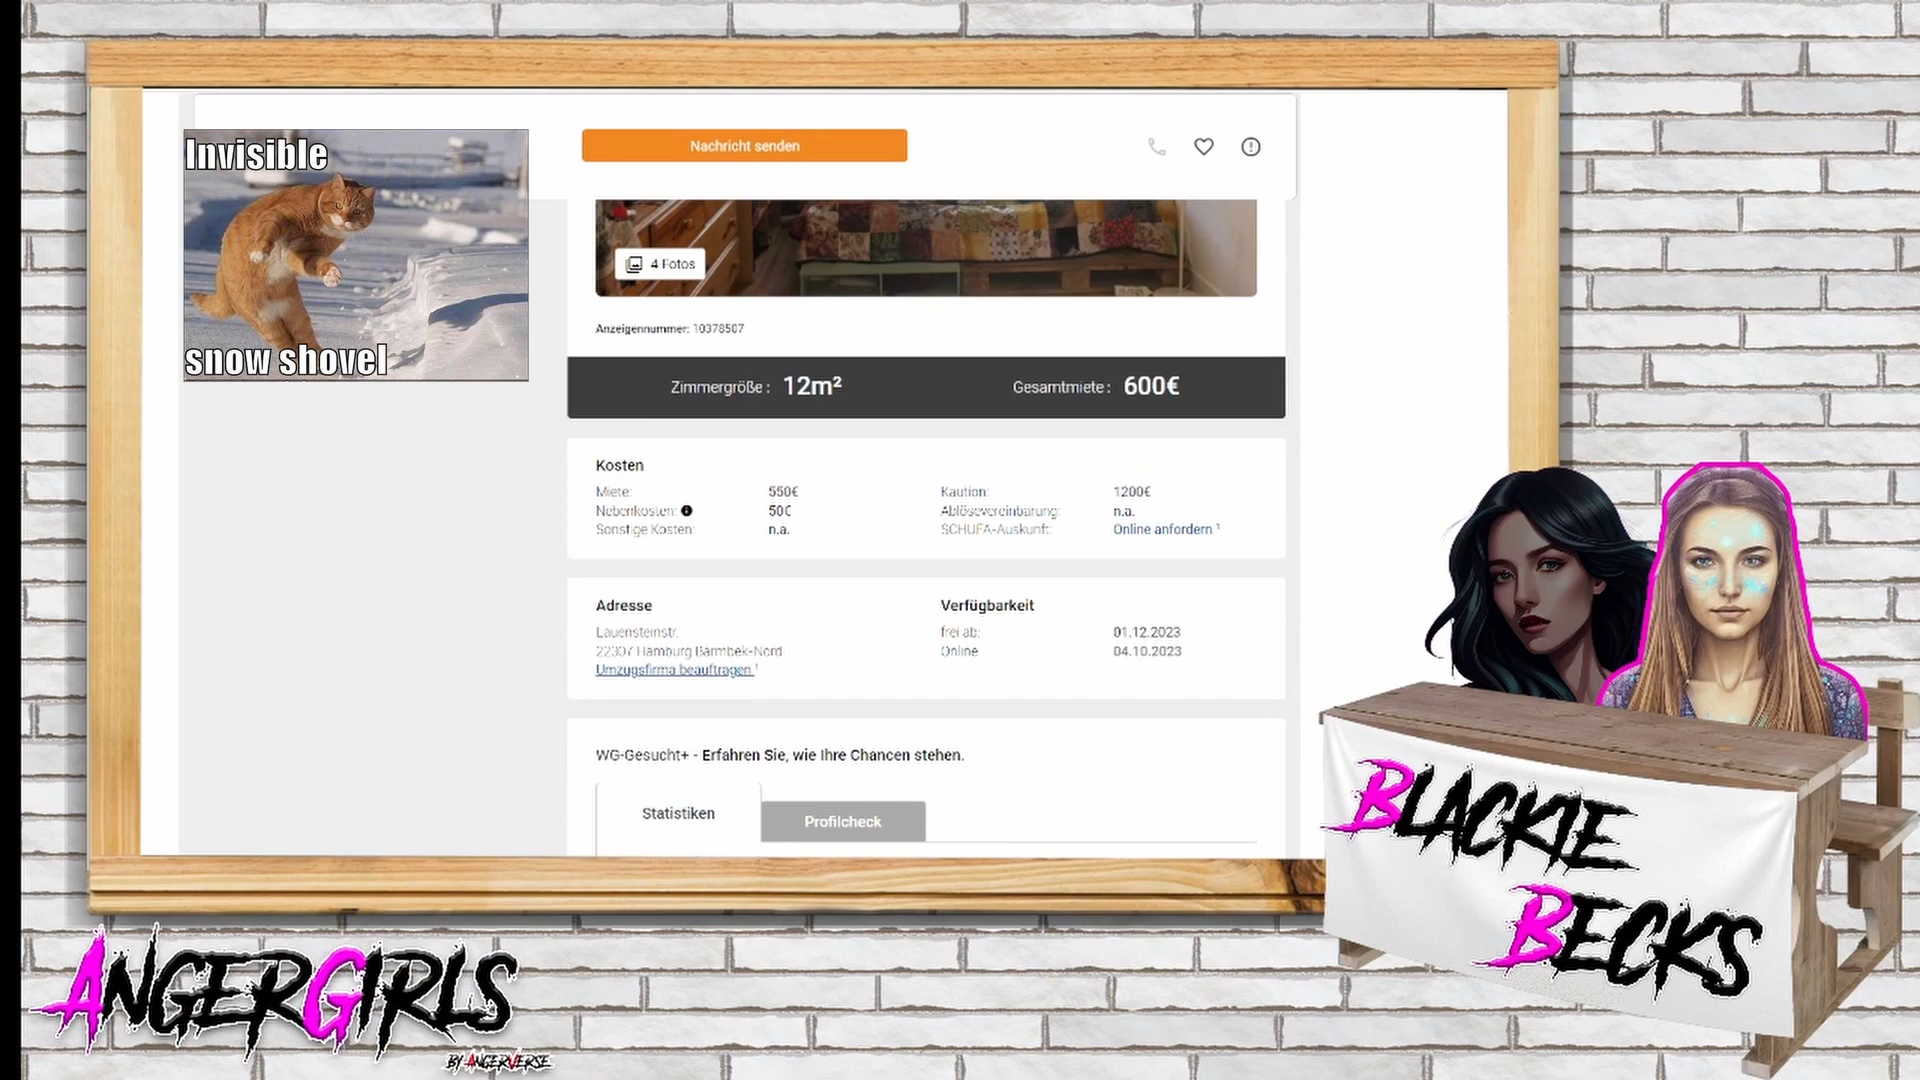 Invisible
snow shovel
Nachricht senden
4 Fotos
Anzeigennummer: 10378507
Zimmergröße : 12m²
Gesamtmiete : 600€
Kosten
Miete: 550€
Nebenkosten: 50€
Sonstige Kosten: n.a.
Kaution: 1200€
Ablösevereinbarung: n.a.
SCHUFA-Auskunft: Online anfordern ¹
Adresse
Lauensteinstr.
22307 Hamburg Barmbek-Nord
Umzugsfirma beauftragen ¹
Verfügbarkeit
frei ab: 01.12.2023
Online 04.10.2023
WG-Gesucht+ - Erfahren Sie, wie Ihre Chancen stehen.
Statistiken
Profilcheck
BLACKIE
BECKS
ANGERGIRLS
BY ANGERVERSE